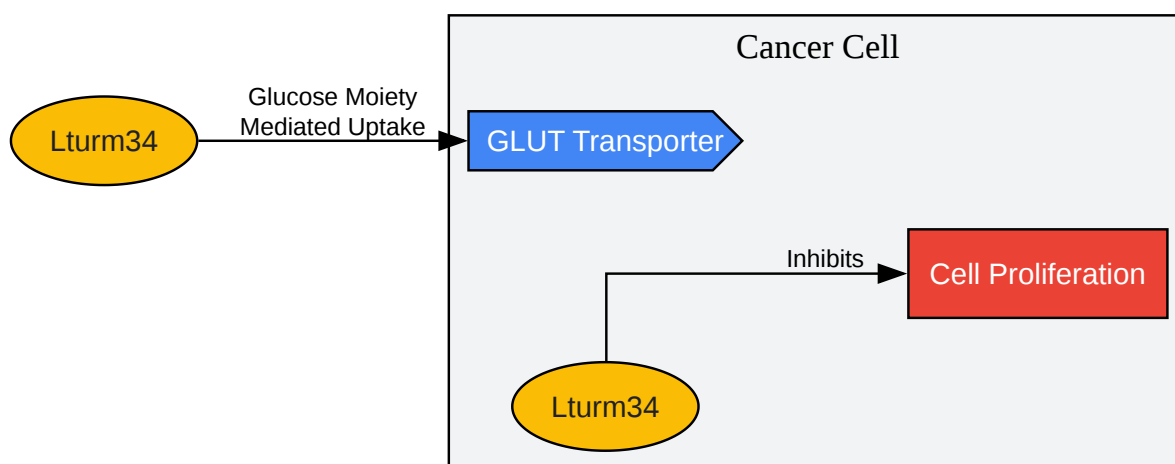 Cancer Cell
Glucose Moiety
Mediated Uptake
Lturm34
GLUT Transporter
Inhibits
Cell Proliferation
Lturm34